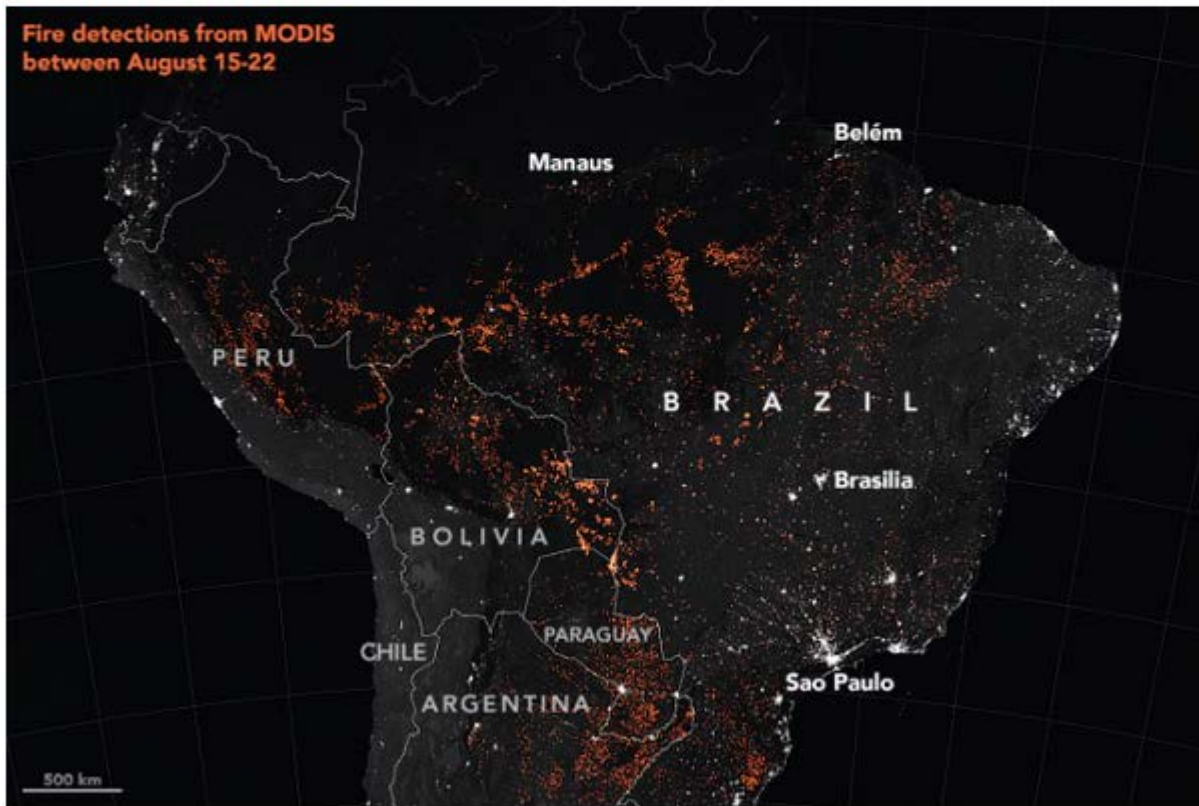 Fire detections from MODIS
between August 15-22
Belém
Manaus
PERU
BRAZIL
Brasilia
BOLIVIA
PARAGUAY
CHILE
Sao Paulo
ARGENTINA
500 km